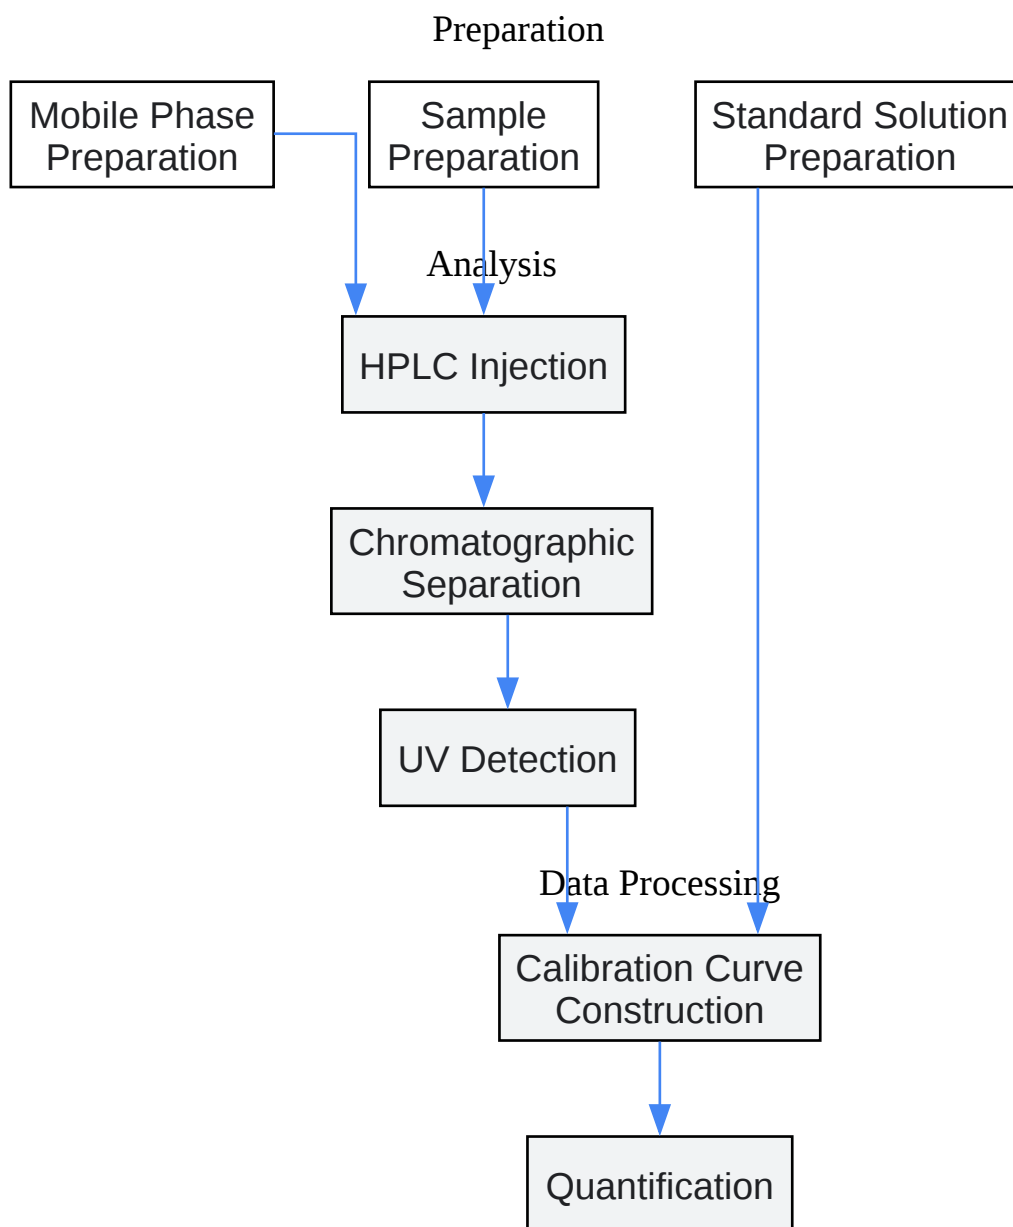 Preparation
Mobile Phase
Preparation
Sample
Preparation
Standard Solution
Preparation
Analysis
HPLC Injection
Chromatographic
Separation
UV Detection
Data Processing
Calibration Curve
Construction
Quantification